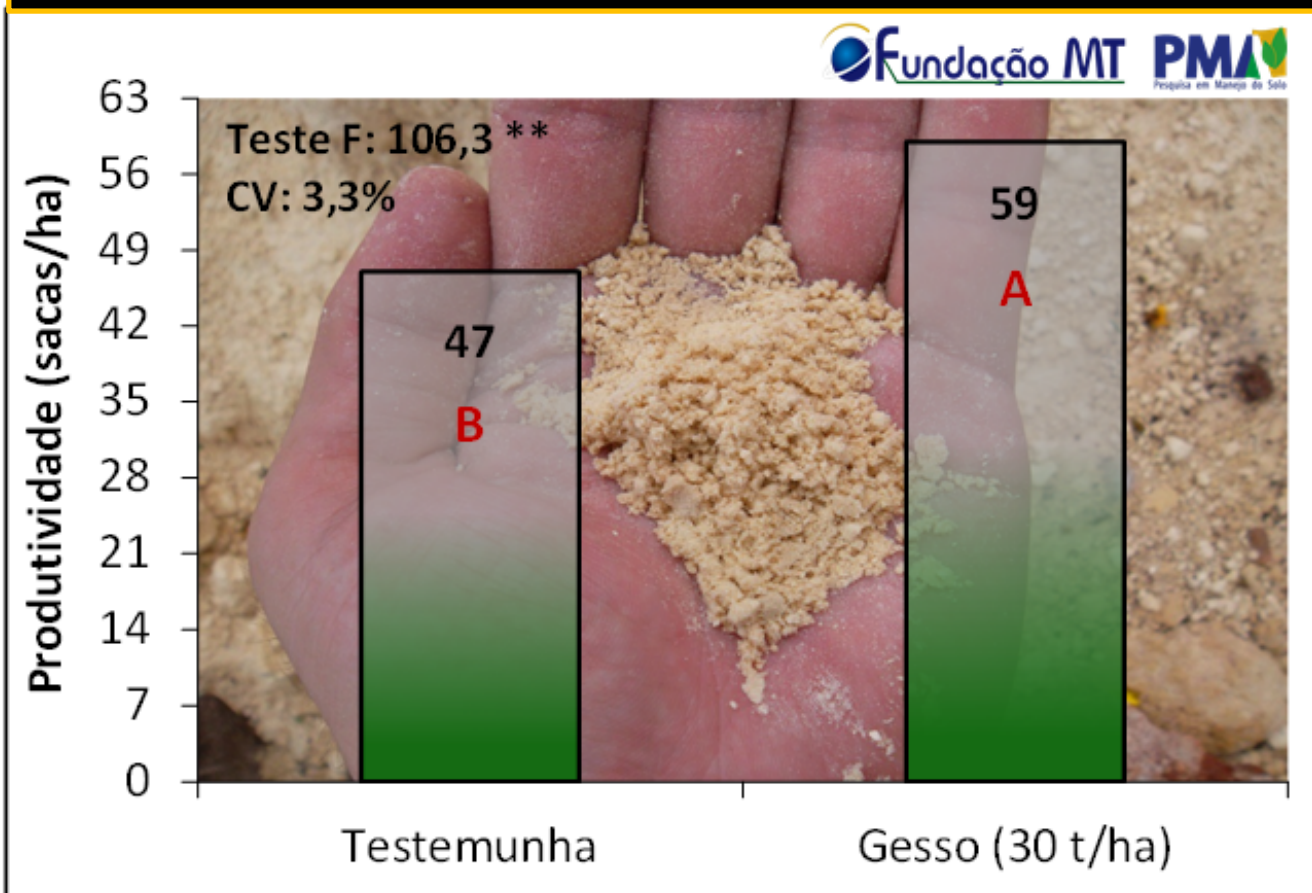 Fundação MT
PMA
Pesquisa em Manejo do Solo
Produtividade (sacas/ha)
63
56
49
42
35
28
21
14
7
0
Teste F: 106,3 **
CV: 3,3%
47
B
59
A
Testemunha
Gesso (30 t/ha)